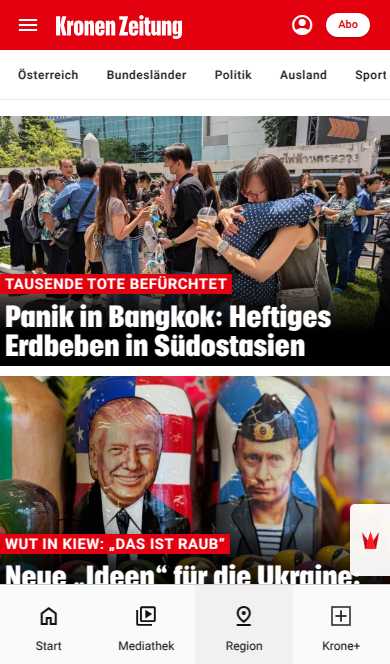 Kronen Zeitung
Abo
Österreich Bundesländer Politik Ausland Sport
TAUSENDE TOTE BEFÜRCHTET
Panik in Bangkok: Heftiges
Erdbeben in Südostasien
WUT IN KIEW: „DAS IST RAUB“
Neue „Ideen“ für die Ukraine:
Start Mediathek Region Krone+